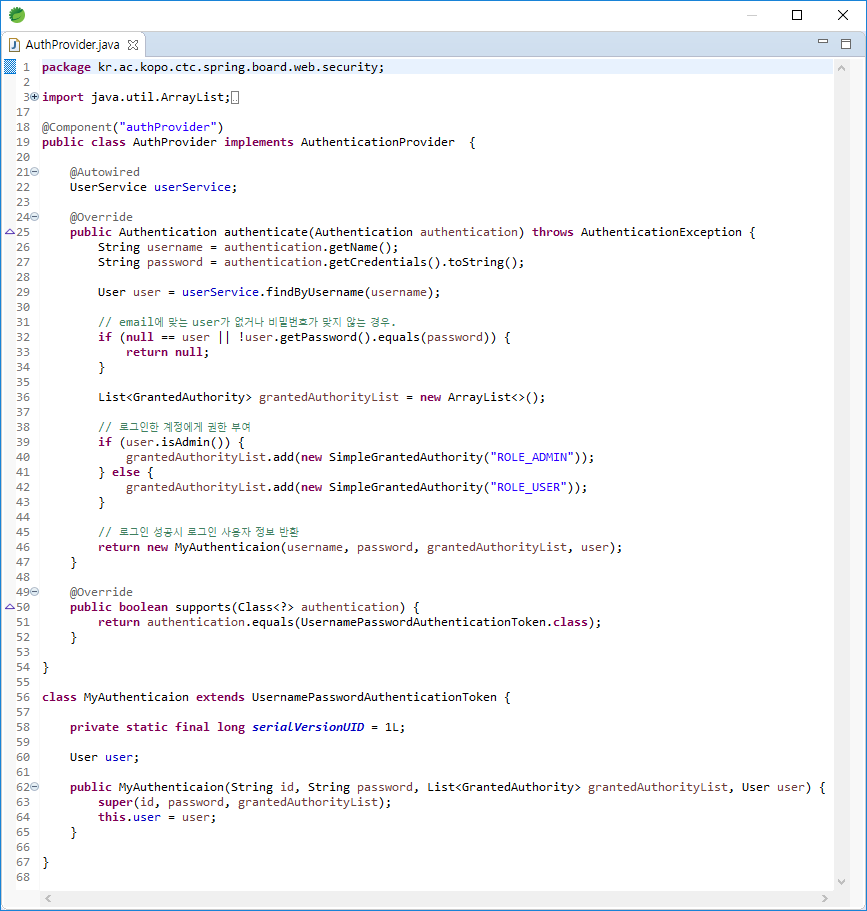 AuthProvider.java
1 package kr.ac.kopo.ctc.spring.board.web.security;
2
3 import java.util.ArrayList;
17
18 @Component("authProvider")
19 public class AuthProvider implements AuthenticationProvider  {
20
21     @Autowired
22     UserService userService;
23
24     @Override
25     public Authentication authenticate(Authentication authentication) throws AuthenticationException {
26         String username = authentication.getName();
27         String password = authentication.getCredentials().toString();
28
29         User user = userService.findByUsername(username);
30
31         // email에 맞는 user가 없거나 비밀번호가 맞지 않는 경우.
32         if (null == user || !user.getPassword().equals(password)) {
33             return null;
34         }
35
36         List<GrantedAuthority> grantedAuthorityList = new ArrayList<>();
37
38         // 로그인한 계정에게 권한 부여
39         if (user.isAdmin()) {
40             grantedAuthorityList.add(new SimpleGrantedAuthority("ROLE_ADMIN"));
41         } else {
42             grantedAuthorityList.add(new SimpleGrantedAuthority("ROLE_USER"));
43         }
44
45         // 로그인 성공시 로그인 사용자 정보 반환
46         return new MyAuthenticaion(username, password, grantedAuthorityList, user);
47     }
48
49     @Override
50     public boolean supports(Class<?> authentication) {
51         return authentication.equals(UsernamePasswordAuthenticationToken.class);
52     }
53
54 }
55
56 class MyAuthenticaion extends UsernamePasswordAuthenticationToken {
57
58     private static final long serialVersionUID = 1L;
59
60     User user;
61
62     public MyAuthenticaion(String id, String password, List<GrantedAuthority> grantedAuthorityList, User user) {
63         super(id, password, grantedAuthorityList);
64         this.user = user;
65     }
66
67 }
68